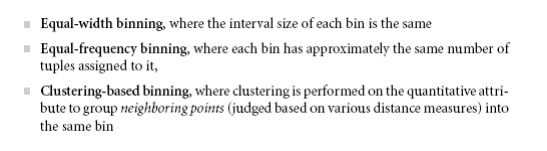 Equal-width binning, where the interval size of each bin is the same
Equal-frequency binning, where each bin has approximately the same number of
tuples assigned to it,
Clustering-based binning, where clustering is performed on the quantitative attri-
bute to group neighboring points (judged based on various distance measures) into
the same bin